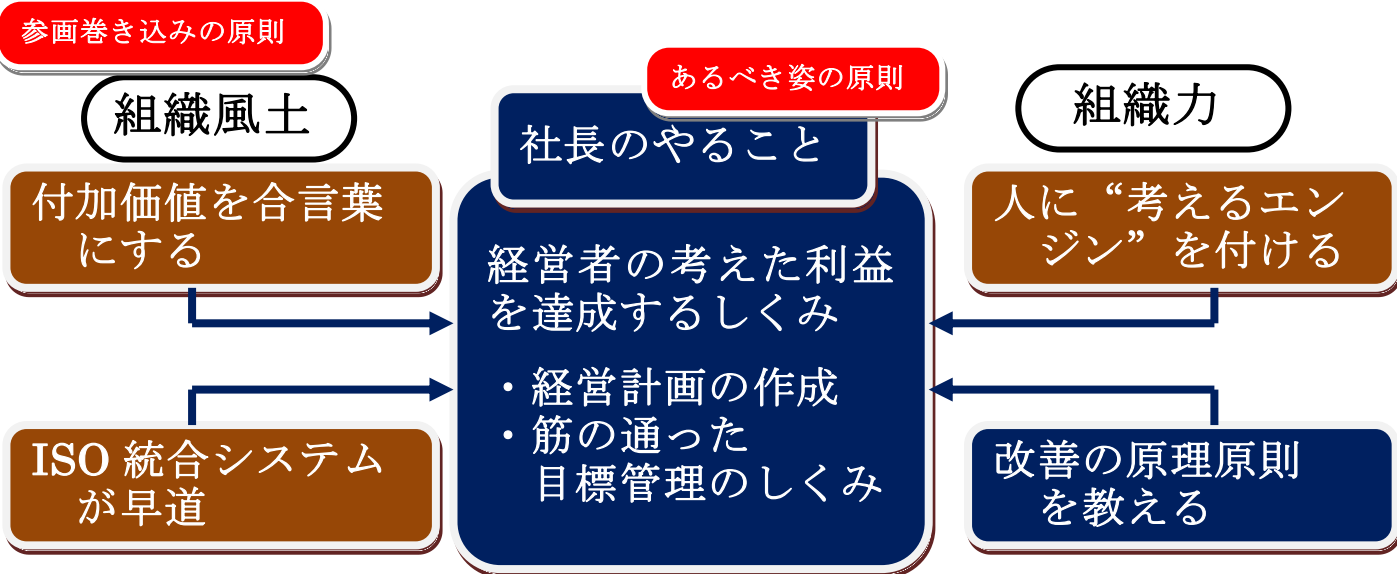 参画巻き込みの原則
組織風土
付加価値を合言葉
にする
ISO 統合システム
が早道
あるべき姿の原則
社長のやること
経営者の考えた利益
を達成するしくみ
・経営計画の作成
・筋の通った
目標管理のしくみ
組織力
人に“考えるエン
ジン”を付ける
改善の原理原則
を教える